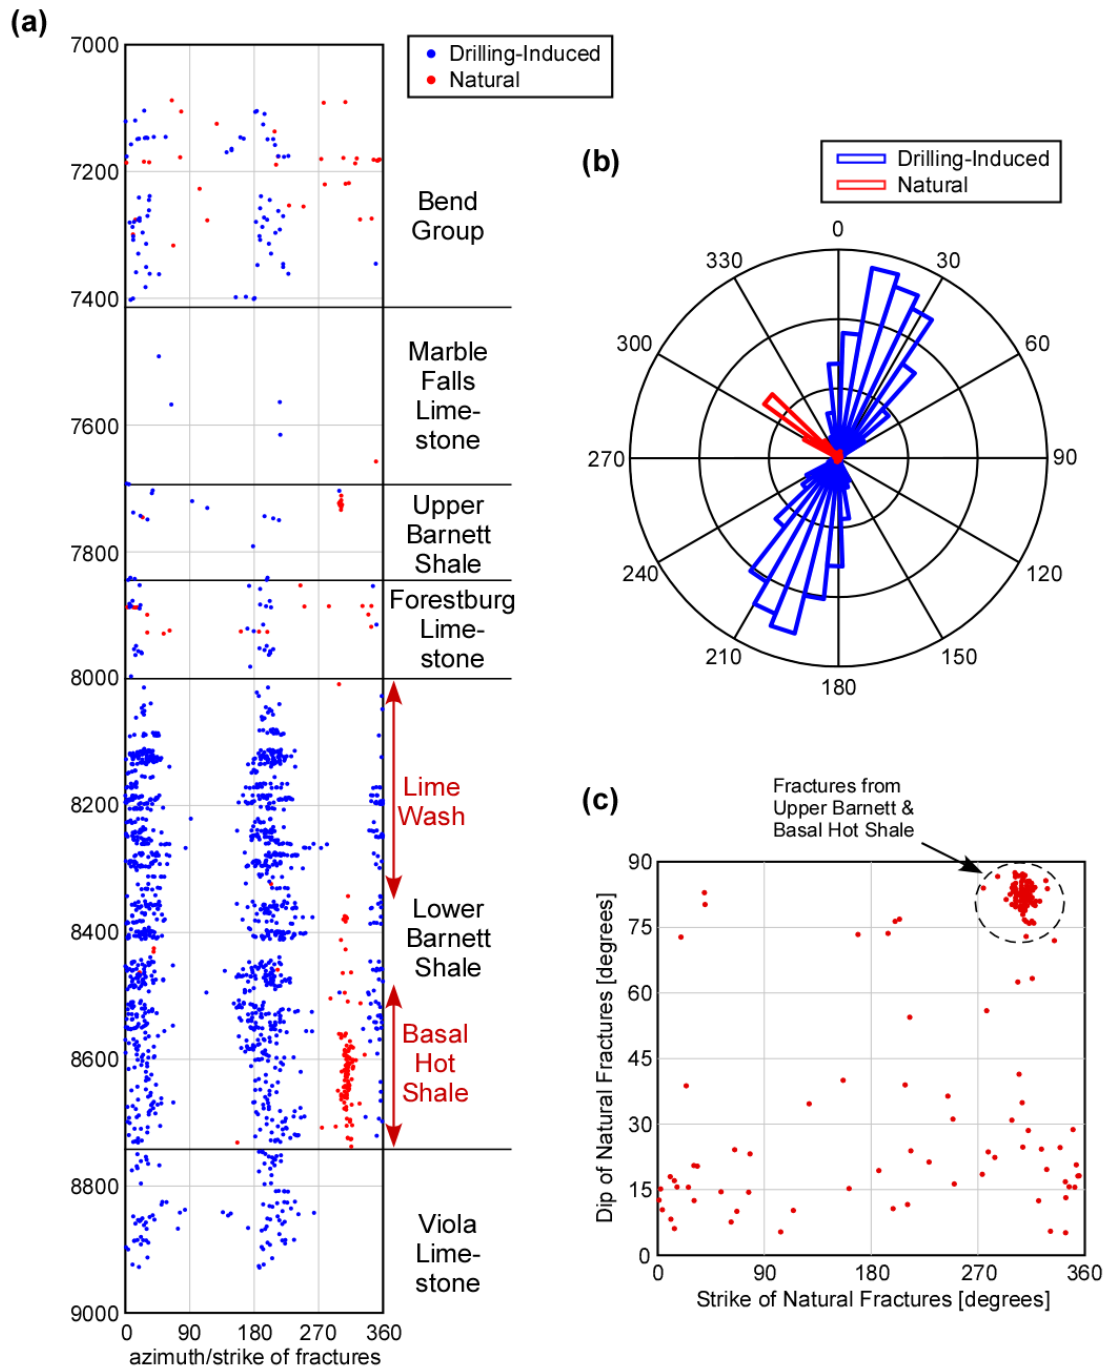 (a)
7000
7200
7400
7600
7800
8000
8200
8400
8600
8800
9000
0 90 180 270 360
azimuth/strike of fractures
Drilling-Induced
Natural
Bend
Group
Marble
Falls
Lime-
stone
Upper
Barnett
Shale
Forestburg
Lime-
stone
Lime
Wash
Lower
Barnett
Shale
Basal
Hot
Shale
Viola
Lime-
stone
(b)
Drilling-Induced
Natural
0
30
60
90
120
150
180
210
240
270
300
330
(c)
Fractures from
Upper Barnett &
Basal Hot Shale
Dip of Natural Fractures [degrees]
90
75
60
45
30
15
0
0 90 180 270 360
Strike of Natural Fractures [degrees]